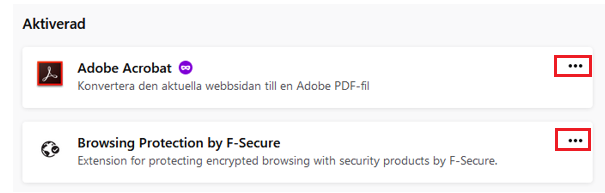 Aktiverad
Adobe Acrobat
Konvertera den aktuella webbsidan till en Adobe PDF-fil
Browsing Protection by F-Secure
Extension for protecting encrypted browsing with security products by F-Secure.